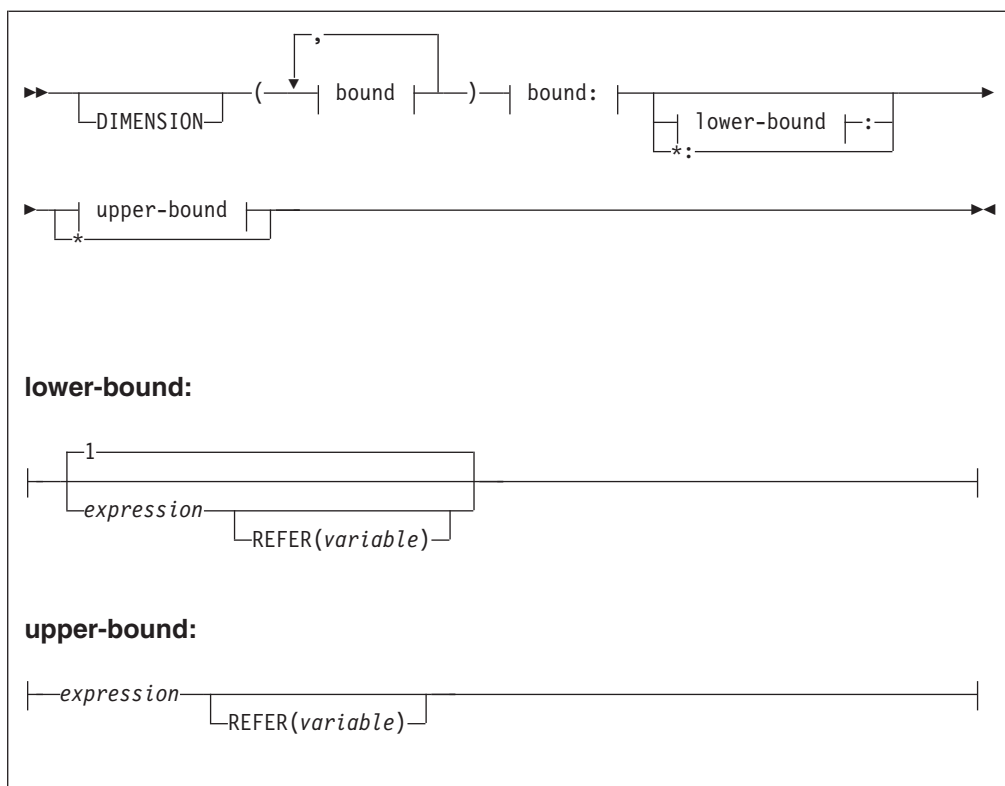 ,
( bound ) bound:
DIMENSION lower-bound :
*:
upper-bound
*
lower-bound:
1
expression
REFER(variable)
upper-bound:
expression
REFER(variable)